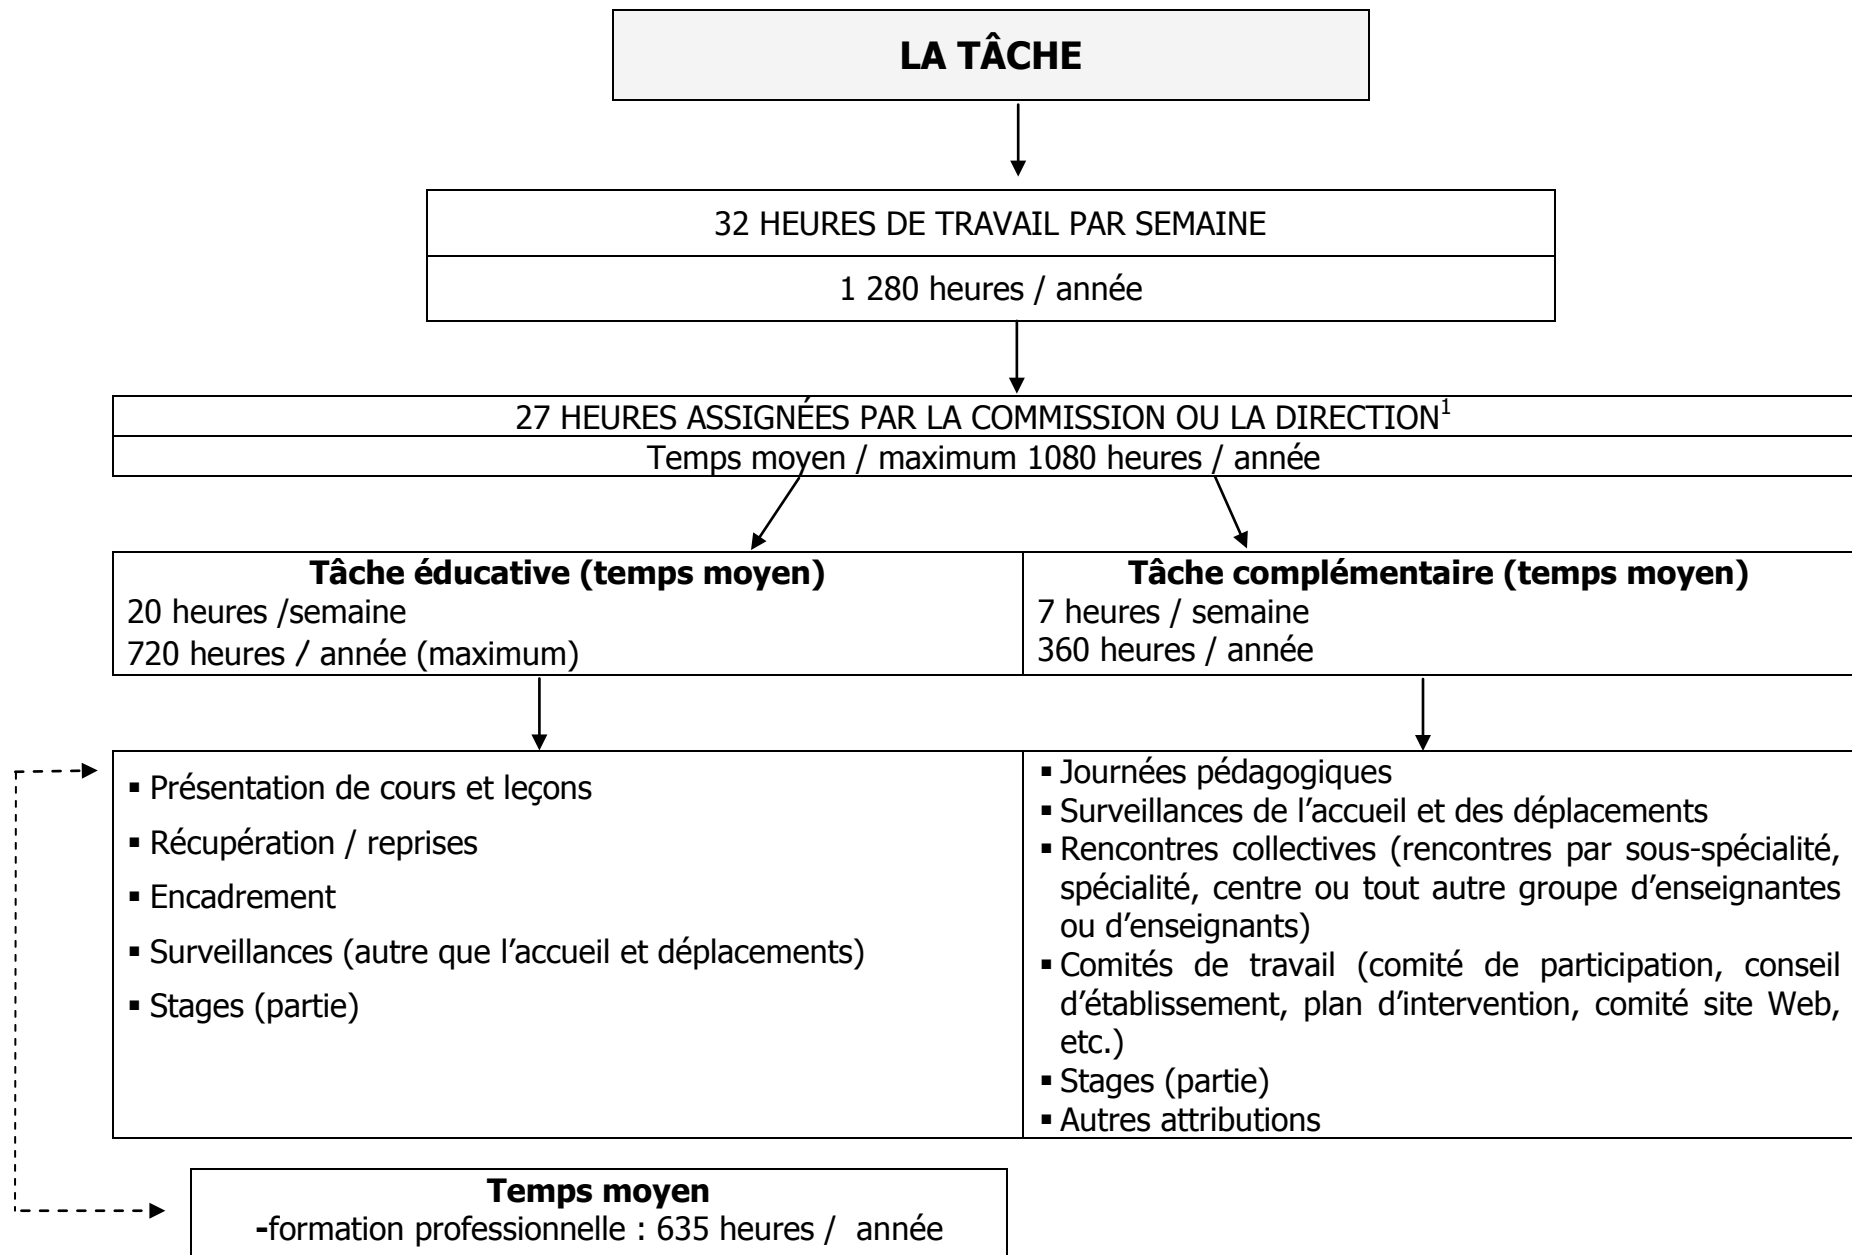 LA TÂCHE
32 HEURES DE TRAVAIL PAR SEMAINE
1 280 heures / année
27 HEURES ASSIGNÉES PAR LA COMMISSION OU LA DIRECTION1
Temps moyen / maximum 1080 heures / année
Tâche éducative (temps moyen)
20 heures /semaine
720 heures / année (maximum)
Tâche complémentaire (temps moyen)
7 heures / semaine
360 heures / année
▪ Présentation de cours et leçons
▪ Récupération / reprises
▪ Encadrement
▪ Surveillances (autre que l’accueil et déplacements)
▪ Stages (partie)
▪ Journées pédagogiques
▪ Surveillances de l’accueil et des déplacements
▪ Rencontres collectives (rencontres par sous-spécialité,
spécialité, centre ou tout autre groupe d’enseignantes
ou d’enseignants)
▪ Comités de travail (comité de participation, conseil
d’établissement, plan d’intervention, comité site Web,
etc.)
▪ Stages (partie)
▪ Autres attributions
Temps moyen
-formation professionnelle : 635 heures / année